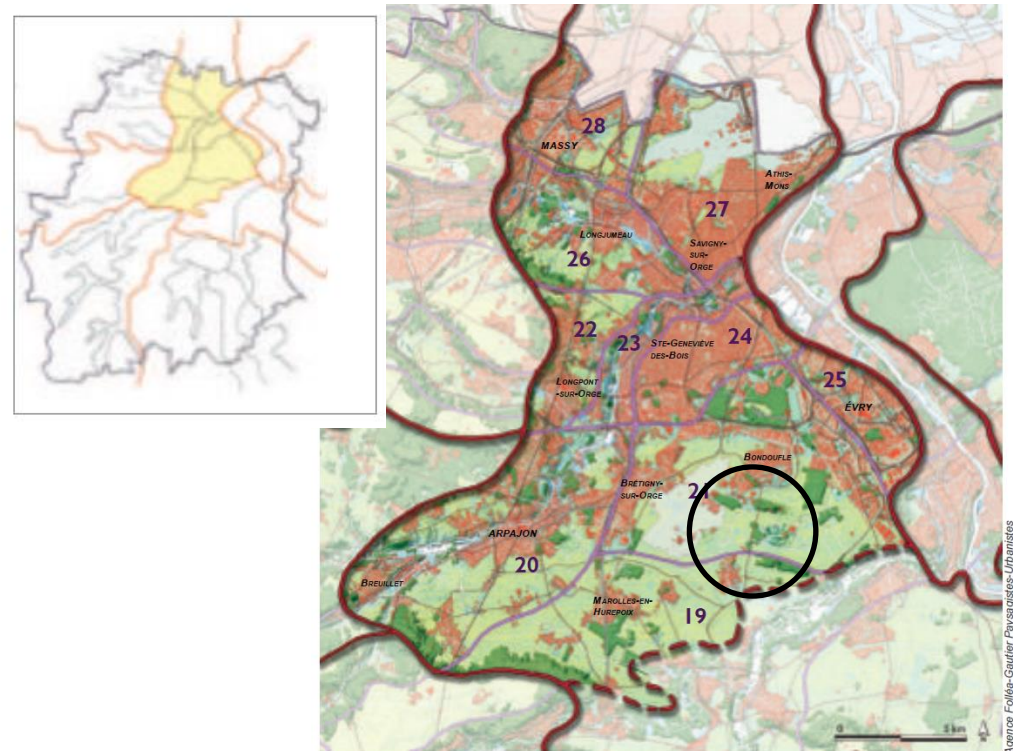 28
MASSY
ATHIS-
MONS
27
LONGJUMEAU
SAVIGNY-
SUR-
ORGE
26
22
23
STE-GENEVIÈVE
DES-BOIS
24
25
LONGPONT
-SUR-ORGE
ÉVRY
BONDOUFLE
BRÉTIGNY-
SUR-ORGE
21
ARPAJON
20
BREUILLET
MAROLLES-EN-
HUREPOIX
19
0 5 km
N
Agence Folléa-Gautier Paysagistes-Urbanistes